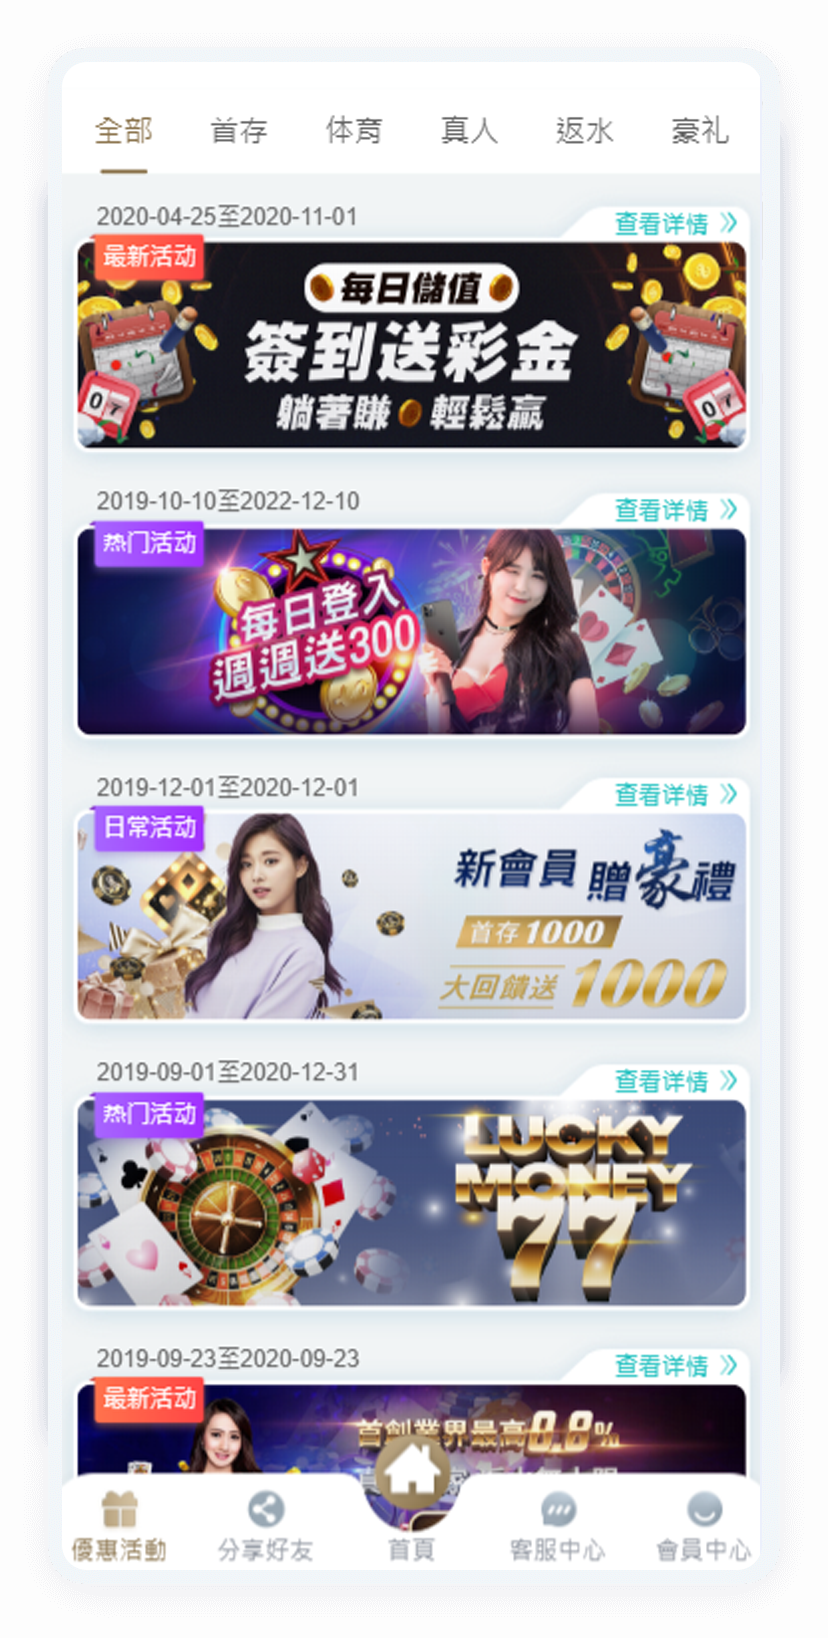 全部 首存 体育 真人 返水 豪礼
2020-04-25至2020-11-01 查看详情
最新活动
每日儲值
簽到送彩金
躺著賺 輕鬆贏
07 07
2019-10-10至2022-12-10 查看详情
热门活动
每日登入
週週送300
2019-12-01至2020-12-01 查看详情
日常活动
新會員 贈豪禮
首存1000
大回饋送 1000
2019-09-01至2020-12-31 查看详情
热门活动
LUCKY
MONEY
77
2019-09-23至2020-09-23 查看详情
最新活动
首創業界最高8.8%
優惠活動 分享好友 首頁 客服中心 會員中心